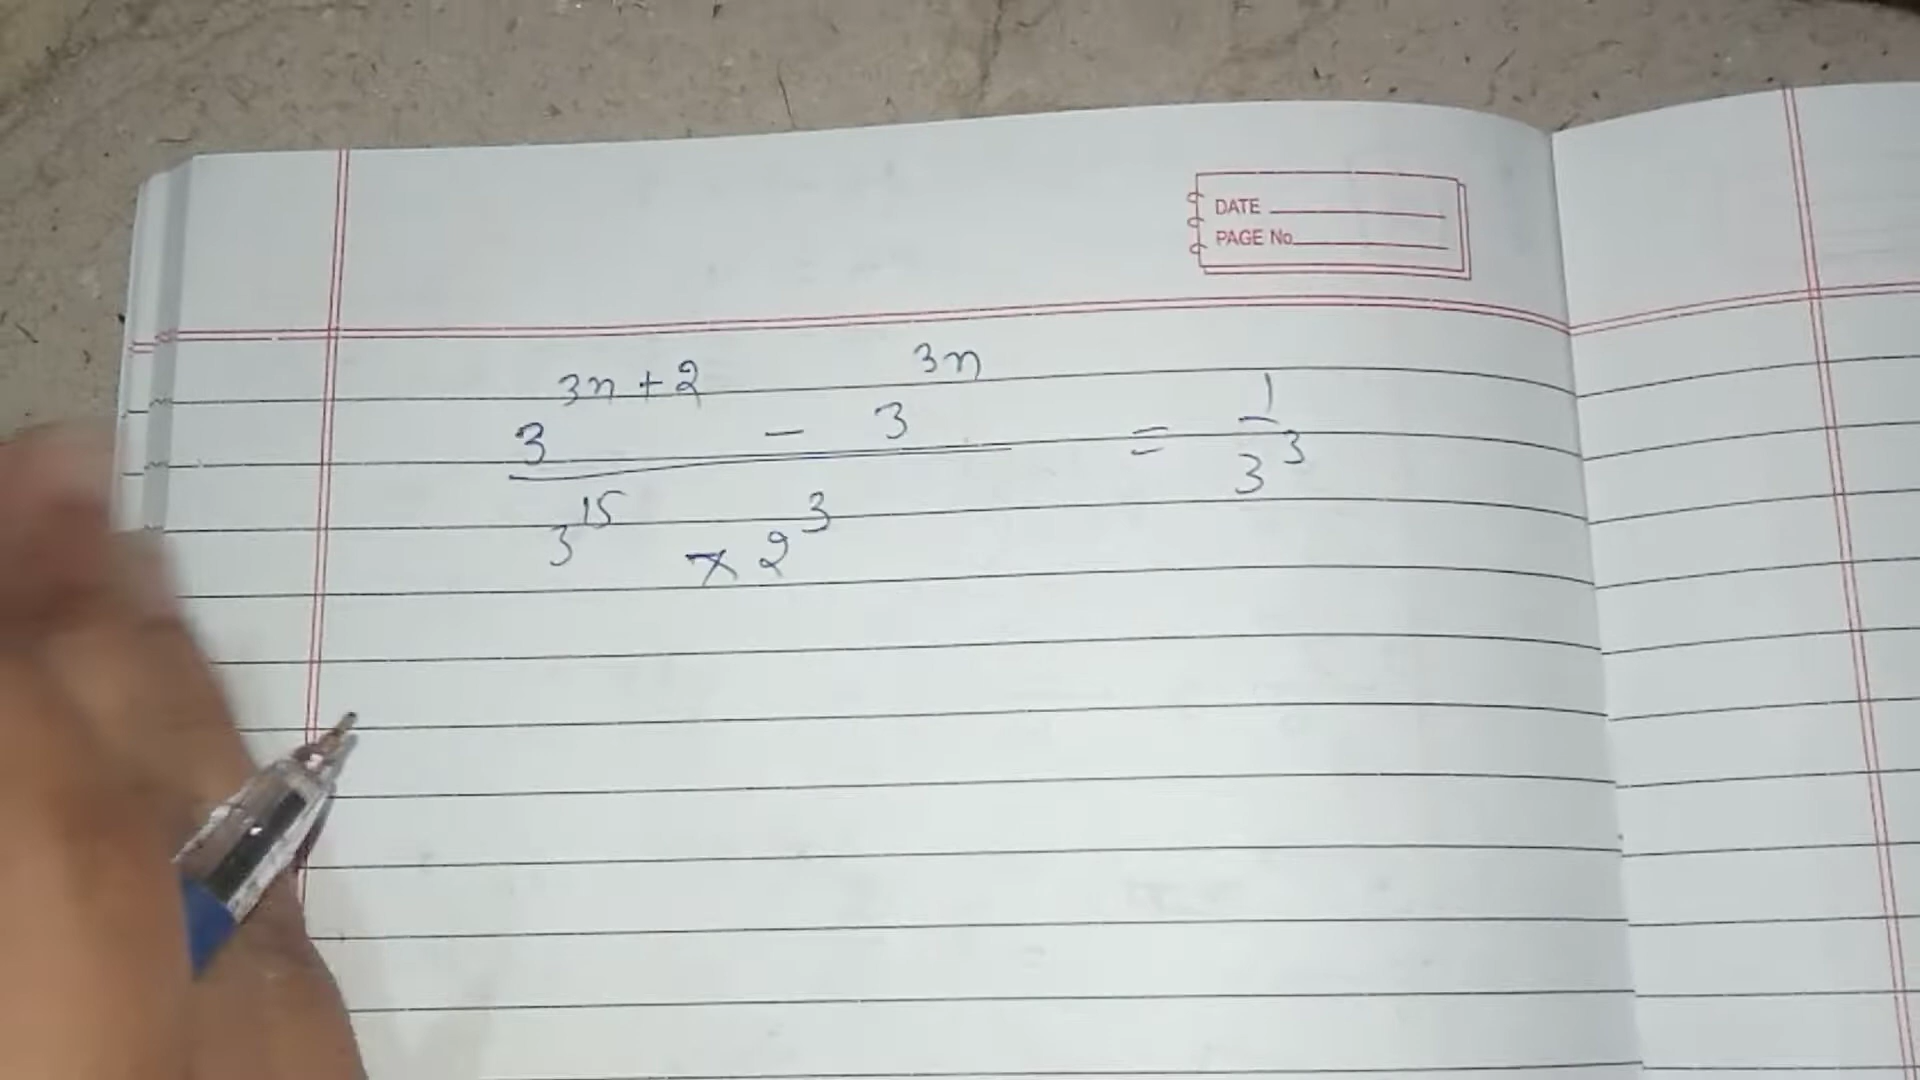 DATE
PAGE No.
3^{3n+2} - 3^{3n} = 1
3^{15} × 2^3 3^3